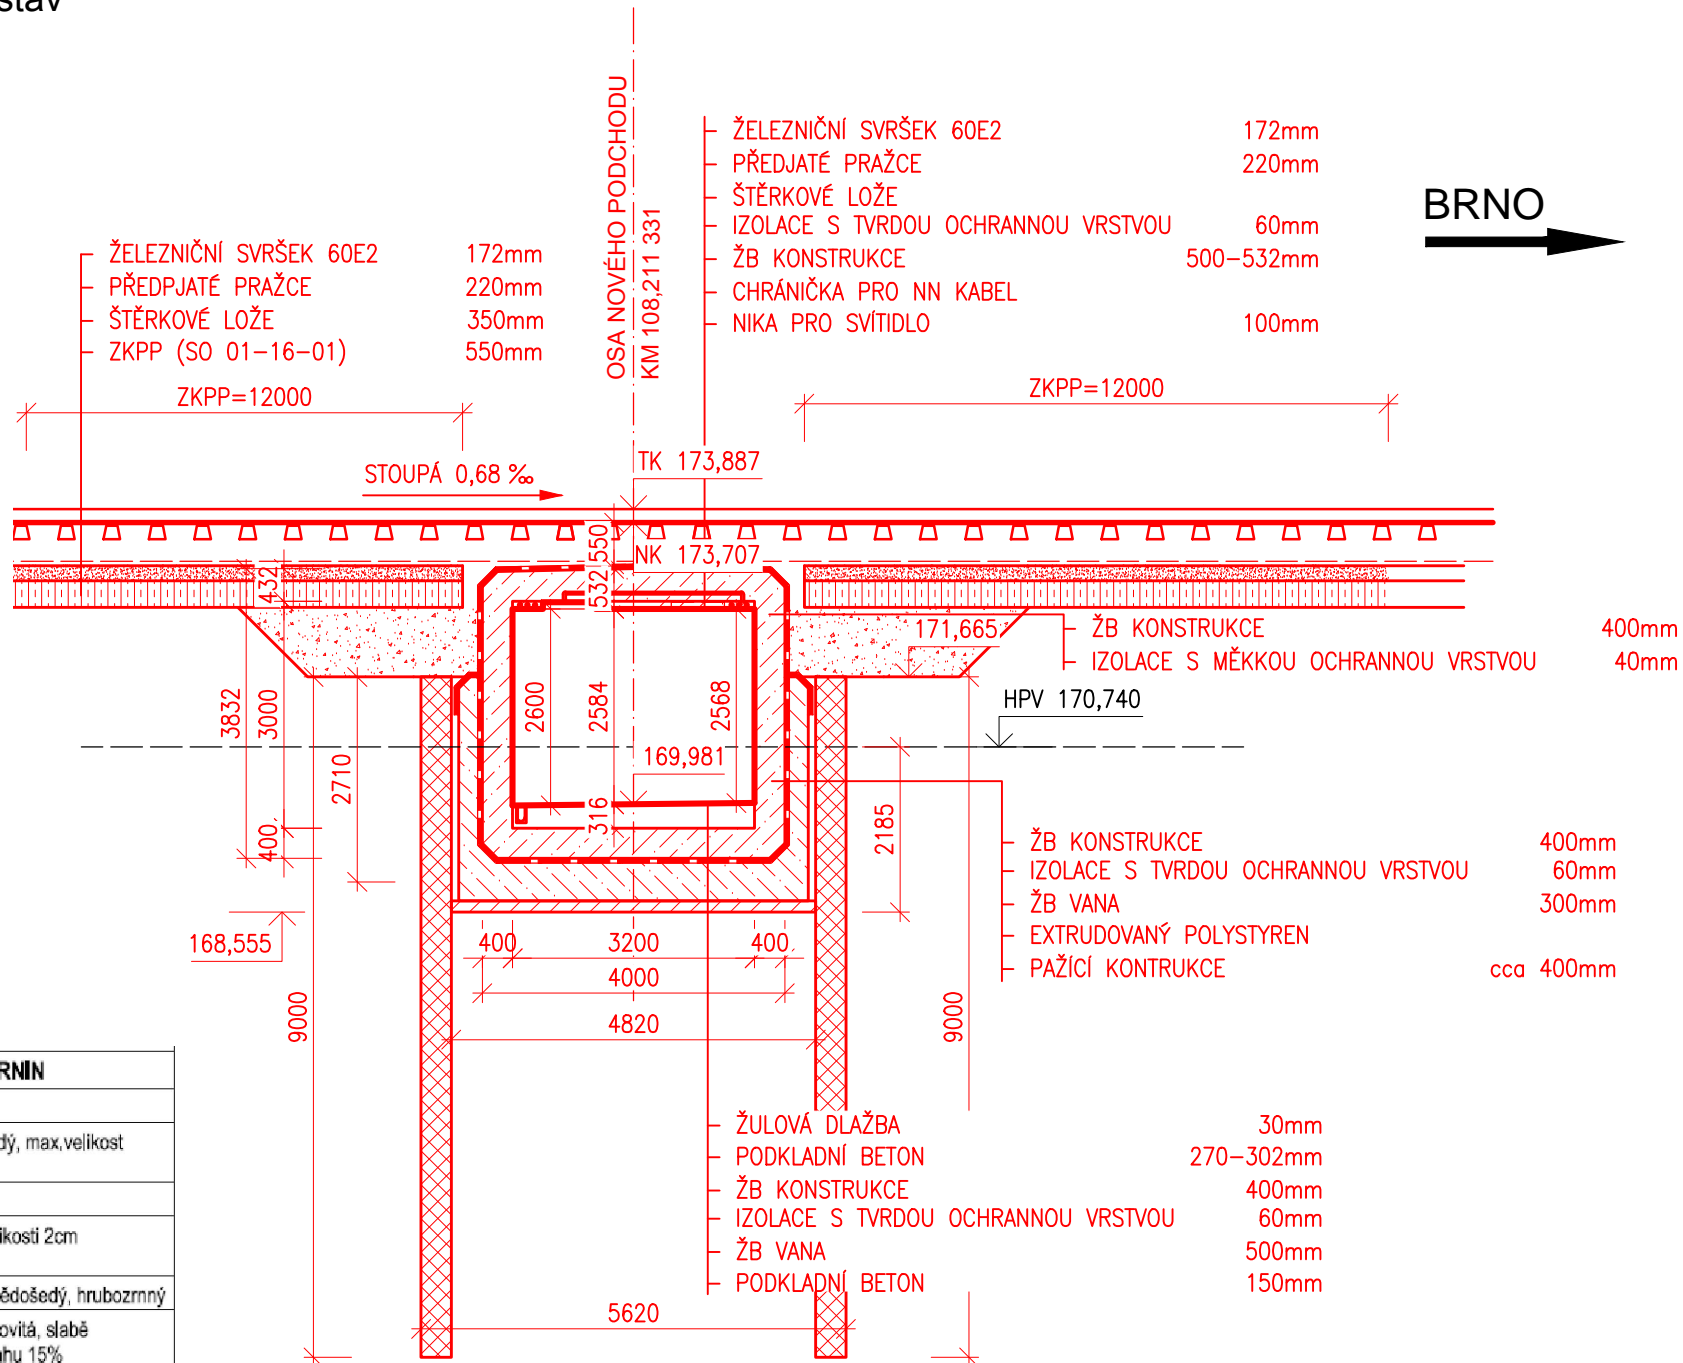 stav
OSA NOVÉHO PODCHODU
KM 108,211 331
ŽELEZNIČNÍ SVRŠEK 60E2 172mm
PŘEDJATÉ PRAŽCE 220mm
ŠTĚRKOVÉ LOŽE
IZOLACE S TVRDOU OCHRANNOU VRSTVOU 60mm
ŽB KONSTRUKCE 500-532mm
CHRÁNIČKA PRO NN KABEL
NIKA PRO SVÍTIDLO 100mm
BRNO
ŽELEZNIČNÍ SVRŠEK 60E2 172mm
PŘEDPJATÉ PRAŽCE 220mm
ŠTĚRKOVÉ LOŽE 350mm
ZKPP (SO 01-16-01) 550mm
ZKPP=12000
ZKPP=12000
STOUPÁ 0,68 ‰
TK 173,887
NK 173,707
550
532
432
171,665
ŽB KONSTRUKCE 400mm
IZOLACE S MĚKKOU OCHRANNOU VRSTVOU 40mm
HPV 170,740
3832
3000
2710
2600
2584
2568
169,981
316
400
2185
ŽB KONSTRUKCE 400mm
IZOLACE S TVRDOU OCHRANNOU VRSTVOU 60mm
ŽB VANA 300mm
EXTRUDOVANÝ POLYSTYREN
PAŽÍCÍ KONTRUKCE cca 400mm
168,555
400
3200
400
4000
4820
9000
9000
ŽULOVÁ DLAŽBA 30mm
PODKLADNÍ BETON 270-302mm
ŽB KONSTRUKCE 400mm
IZOLACE S TVRDOU OCHRANNOU VRSTVOU 60mm
ŽB VANA 500mm
PODKLADNÍ BETON 150mm
5620
RNIN
dý, max.velikost
ikosti 2cm
ědošedý, hrubozrnný
ovitá, slabě
ahu 15%